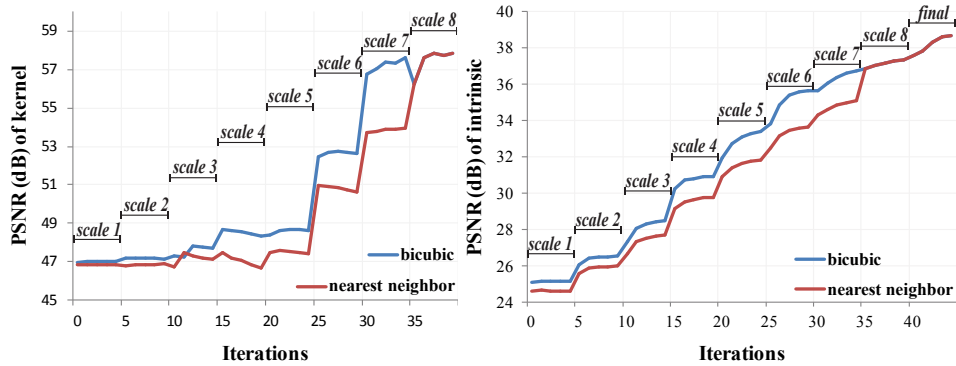 PSNR (dB) of kernel
61
59
57
55
53
51
49
47
45
scale 1
scale 2
scale 3
scale 4
scale 5
scale 6
scale 7
scale 8
bicubic
nearest neighbor
0 5 10 15 20 25 30 35 40
Iterations
PSNR (dB) of intrinsic
40
38
36
34
32
30
28
26
24
scale 1
scale 2
scale 3
scale 4
scale 5
scale 6
scale 7
scale 8
final
bicubic
nearest neighbor
0 5 10 15 20 25 30 35 40
Iterations